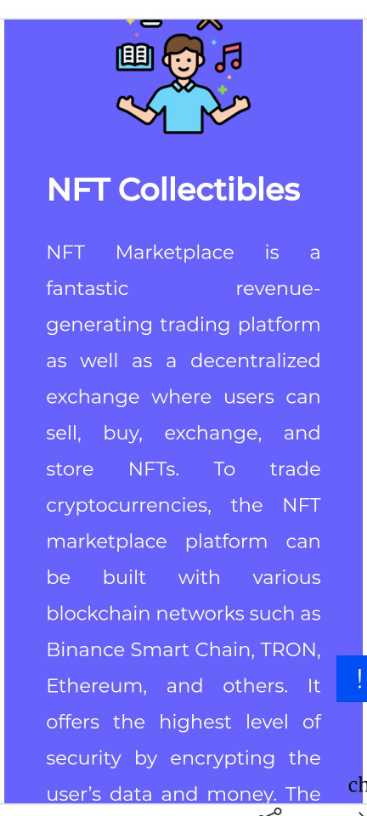 NFT Collectibles
NFT Marketplace is a
fantastic revenue-
generating trading platform
as well as a decentralized
exchange where users can
sell, buy, exchange, and
store NFTs. To trade
cryptocurrencies, the NFT
marketplace platform can
be built with various
blockchain networks such as
Binance Smart Chain, TRON,
Ethereum, and others. It
!
offers the highest level of
security by encrypting the
ch
user's data and money. The